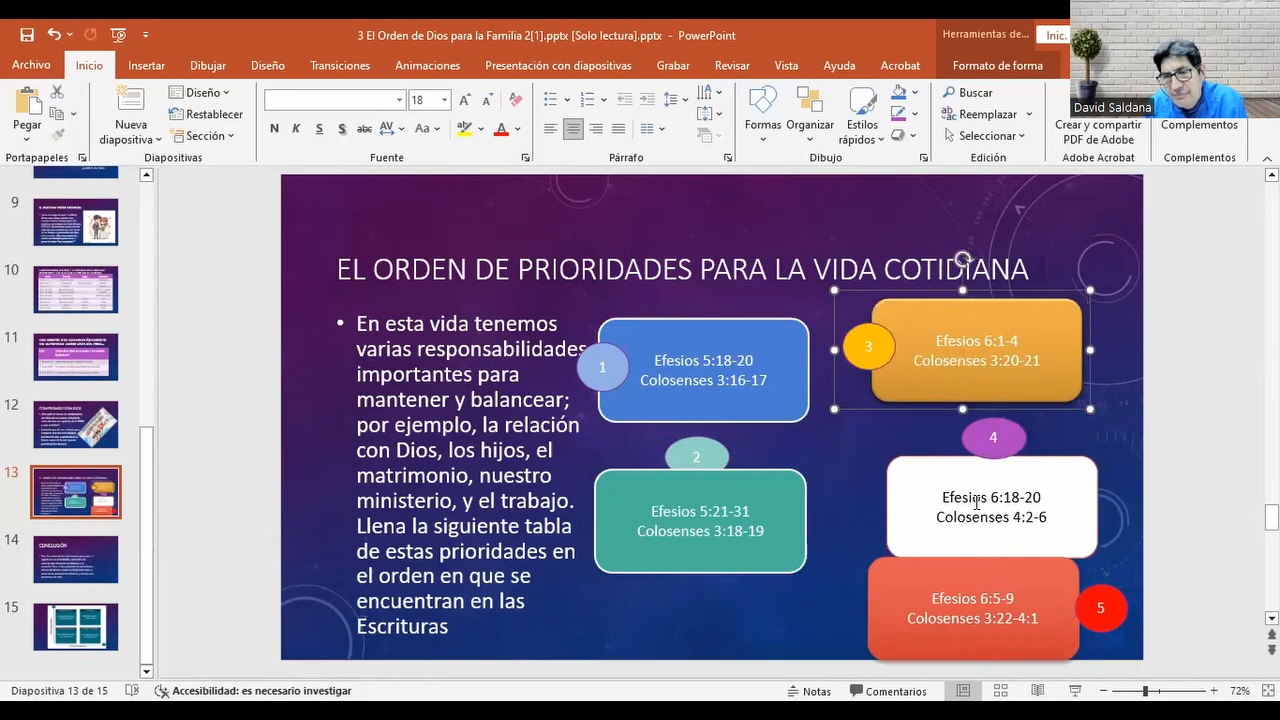 3 El Orden de Dios para la Familia 2[1].pptx [Solo lectura].pptx - PowerPoint
Herramientas de...
Inic.
Archivo
Inicio
Insertar
Dibujar
Diseño
Transiciones
Animaciones
Presentación con diapositivas
Grabar
Revisar
Vista
Ayuda
Acrobat
Formato de forma
David Saldana
Pegar
Nueva
diapositiva
Diseño
Restablecer
Sección
18
N
K
S
S
abc
AV
Aa
A
Formas
Organizar
Estilos
rápidos
Buscar
Reemplazar
Seleccionar
Crear y compartir
PDF de Adobe
Complementos
Portapapeles
Diapositivas
Fuente
Párrafo
Dibujo
Edición
Adobe Acrobat
Complementos
9
10
11
12
13
14
15
EL ORDEN DE PRIORIDADES PARA LA VIDA COTIDIANA
• En esta vida tenemos
varias responsabilidades
importantes para
mantener y balancear;
por ejemplo: relación
con Dios, los hijos, el
matrimonio, nuestro
ministerio, y el trabajo.
Llena la siguiente tabla
de estas prioridades en
el orden en que se
encuentran en las
Escrituras
1
Efesios 5:18-20
Colosenses 3:16-17
2
Efesios 5:21-31
Colosenses 3:18-19
3
Efesios 6:1-4
Colosenses 3:20-21
4
Efesios 6:18-20
Colosenses 4:2-6
Efesios 6:5-9
Colosenses 3:22-4:1
5
Diapositiva 13 de 15
Accesibilidad: es necesario investigar
Notas
Comentarios
72%